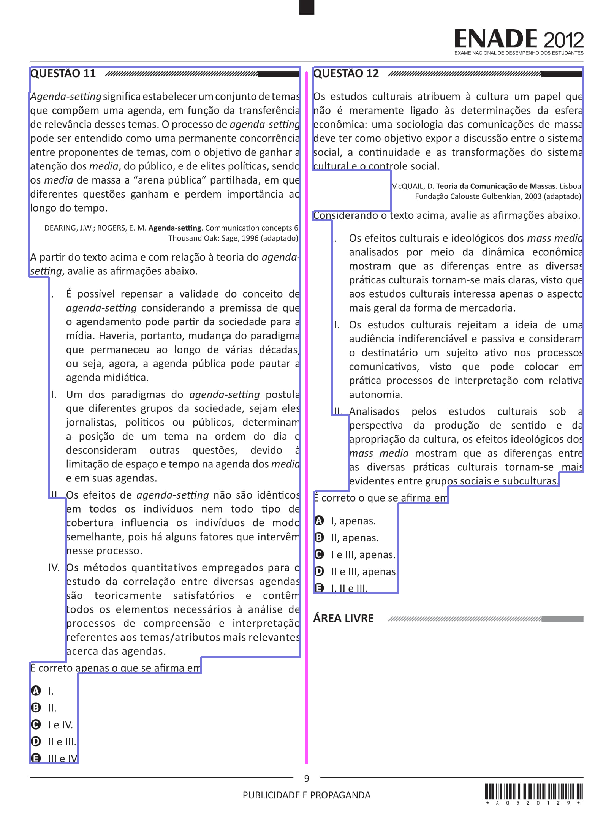 ENADE 2012
EXAME NACIONAL DE DESEMPENHO DOS ESTUDANTES
QUESTÃO 11
Agenda-setting significa estabelecer um conjunto de temas
que compõem uma agenda, em função da transferência
de relevância desses temas. O processo de agenda-setting
pode ser entendido como uma permanente concorrência
entre proponentes de temas, com o objetivo de ganhar a
atenção dos media, do público, e de elites políticas, sendo
os media de massa a “arena pública” partilhada, em que
diferentes questões ganham e perdem importância ao
longo do tempo.
DEARING, J.W.; ROGERS, E. M. Agenda-setting. Communication concepts 6.
Thousand Oak: Sage, 1996 (adaptado).
A partir do texto acima e com relação à teoria do agenda-
setting, avalie as afirmações abaixo.
I. É possível repensar a validade do conceito de
agenda-setting considerando a premissa de que
o agendamento pode partir da sociedade para a
mídia. Haveria, portanto, mudança do paradigma
que permaneceu ao longo de várias décadas,
ou seja, agora, a agenda pública pode pautar a
agenda midiática.
II. Um dos paradigmas do agenda-setting postula
que diferentes grupos da sociedade, sejam eles
jornalistas, políticos ou públicos, determinam
a posição de um tema na ordem do dia e
desconsideram outras questões, devido à
limitação de espaço e tempo na agenda dos media
e em suas agendas.
III. Os efeitos de agenda-setting não são idênticos
em todos os indivíduos nem todo tipo de
cobertura influencia os indivíduos de modo
semelhante, pois há alguns fatores que intervêm
nesse processo.
IV. Os métodos quantitativos empregados para o
estudo da correlação entre diversas agendas
são teoricamente satisfatórios e contêm
todos os elementos necessários à análise de
processos de compreensão e interpretação
referentes aos temas/atributos mais relevantes
acerca das agendas.
É correto apenas o que se afirma em
A I.
B II.
C I e IV.
D II e III.
E III e IV.
QUESTÃO 12
Os estudos culturais atribuem à cultura um papel que
não é meramente ligado às determinações da esfera
econômica: uma sociologia das comunicações de massa
deve ter como objetivo expor a discussão entre o sistema
social, a continuidade e as transformações do sistema
cultural e o controle social.
McQUAIL, D. Teoria da Comunicação de Massas. Lisboa:
Fundação Calouste Gulbenkian, 2003 (adaptado).
Considerando o texto acima, avalie as afirmações abaixo.
I. Os efeitos culturais e ideológicos dos mass media
analisados por meio da dinâmica econômica
mostram que as diferenças entre as diversas
práticas culturais tornam-se mais claras, visto que
aos estudos culturais interessa apenas o aspecto
mais geral da forma de mercadoria.
II. Os estudos culturais rejeitam a ideia de uma
audiência indiferenciável e passiva e consideram
o destinatário um sujeito ativo nos processos
comunicativos, visto que pode colocar em
prática processos de interpretação com relativa
autonomia.
III. Analisados pelos estudos culturais sob a
perspectiva da produção de sentido e da
apropriação da cultura, os efeitos ideológicos dos
mass media mostram que as diferenças entre
as diversas práticas culturais tornam-se mais
evidentes entre grupos sociais e subculturas.
É correto o que se afirma em
A I, apenas.
B II, apenas.
C I e III, apenas.
D II e III, apenas.
E I, II e III.
ÁREA LIVRE
9
PUBLICIDADE E PROPAGANDA
*A0920129*